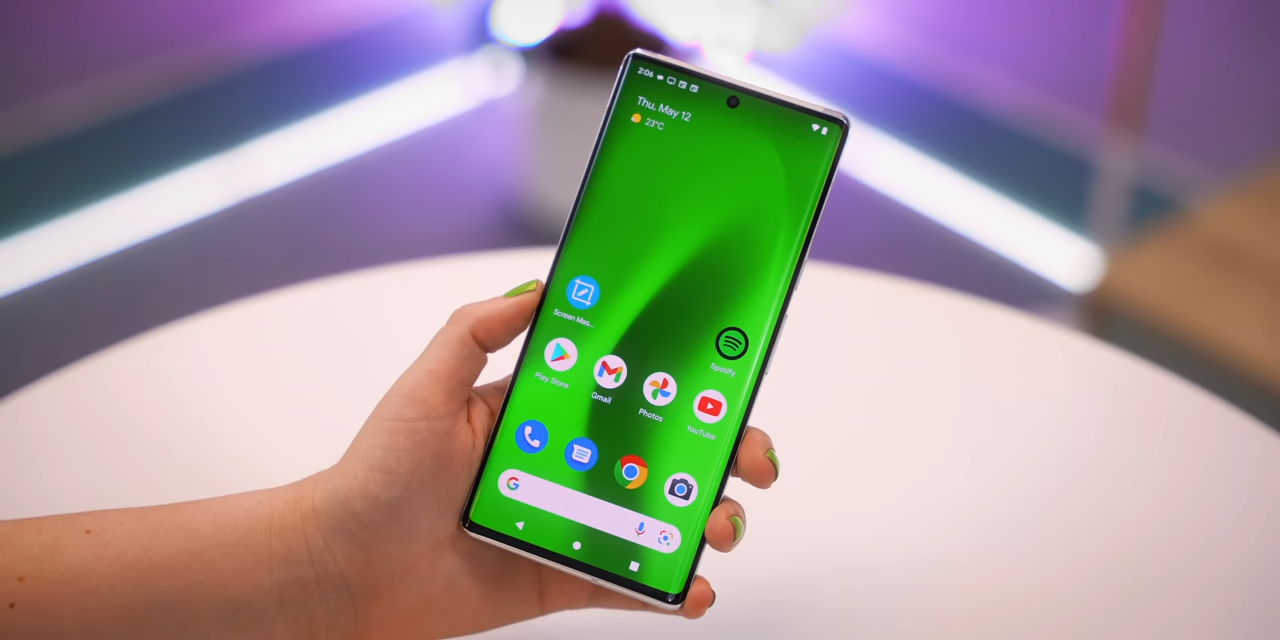 2:06
Thu, May 12
23°C
Screen Mas...
Spotify
Play Store
Gmail
Photos
YouTube
G